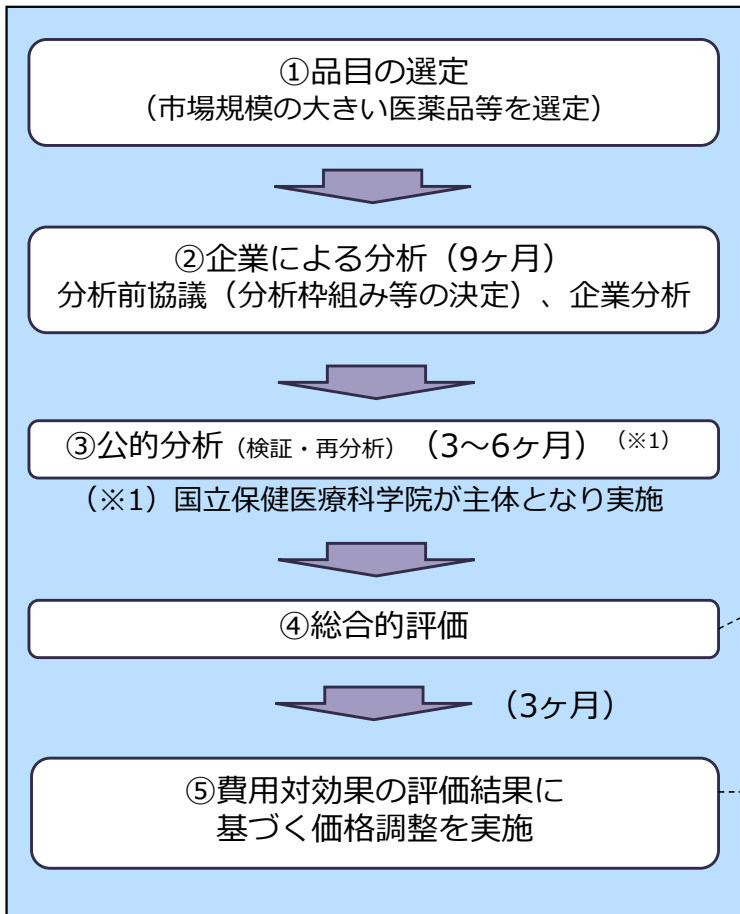 ①品目の選定
（市場規模の大きい医薬品等を選定）
②企業による分析（9ヶ月）
分析前協議（分析枠組み等の決定）、企業分析
③公的分析（検証・再分析）（3～6ヶ月）（※1）
（※1）国立保健医療科学院が主体となり実施
④総合的評価
（3ヶ月）
⑤費用対効果の評価結果に
基づく価格調整を実施